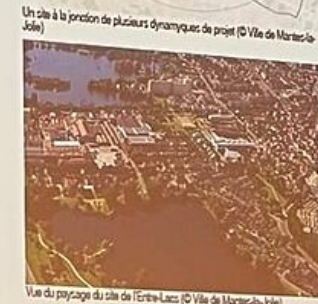 Un site à la jonction de plusieurs dynamyques de projet (© Ville de Mantes-la-
Jolie)
Vue du paysage du site de l'Entre-Lacs (© Ville de Mantes-la-Jolie)